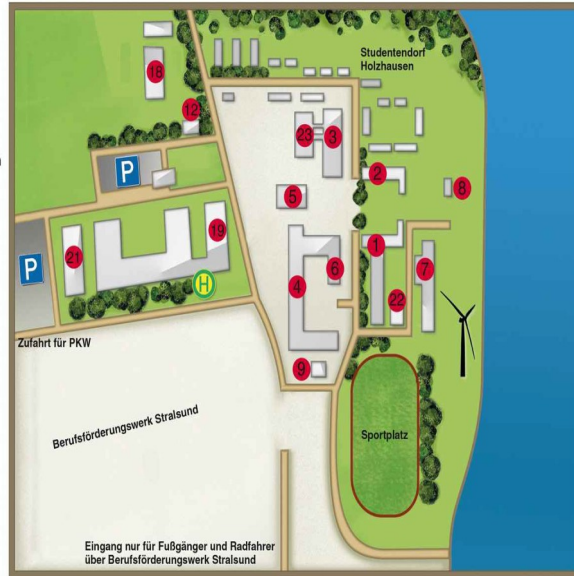 Studentendorf
Holzhausen
18
12
23
3
P
2
8
5
19
1
21
P
H
6
7
4
22
Zufahrt für PKW
9
Berufsförderungswerk Stralsund
Sportplatz
Eingang nur für Fußgänger und Radfahrer
über Berufsförderungswerk Stralsund